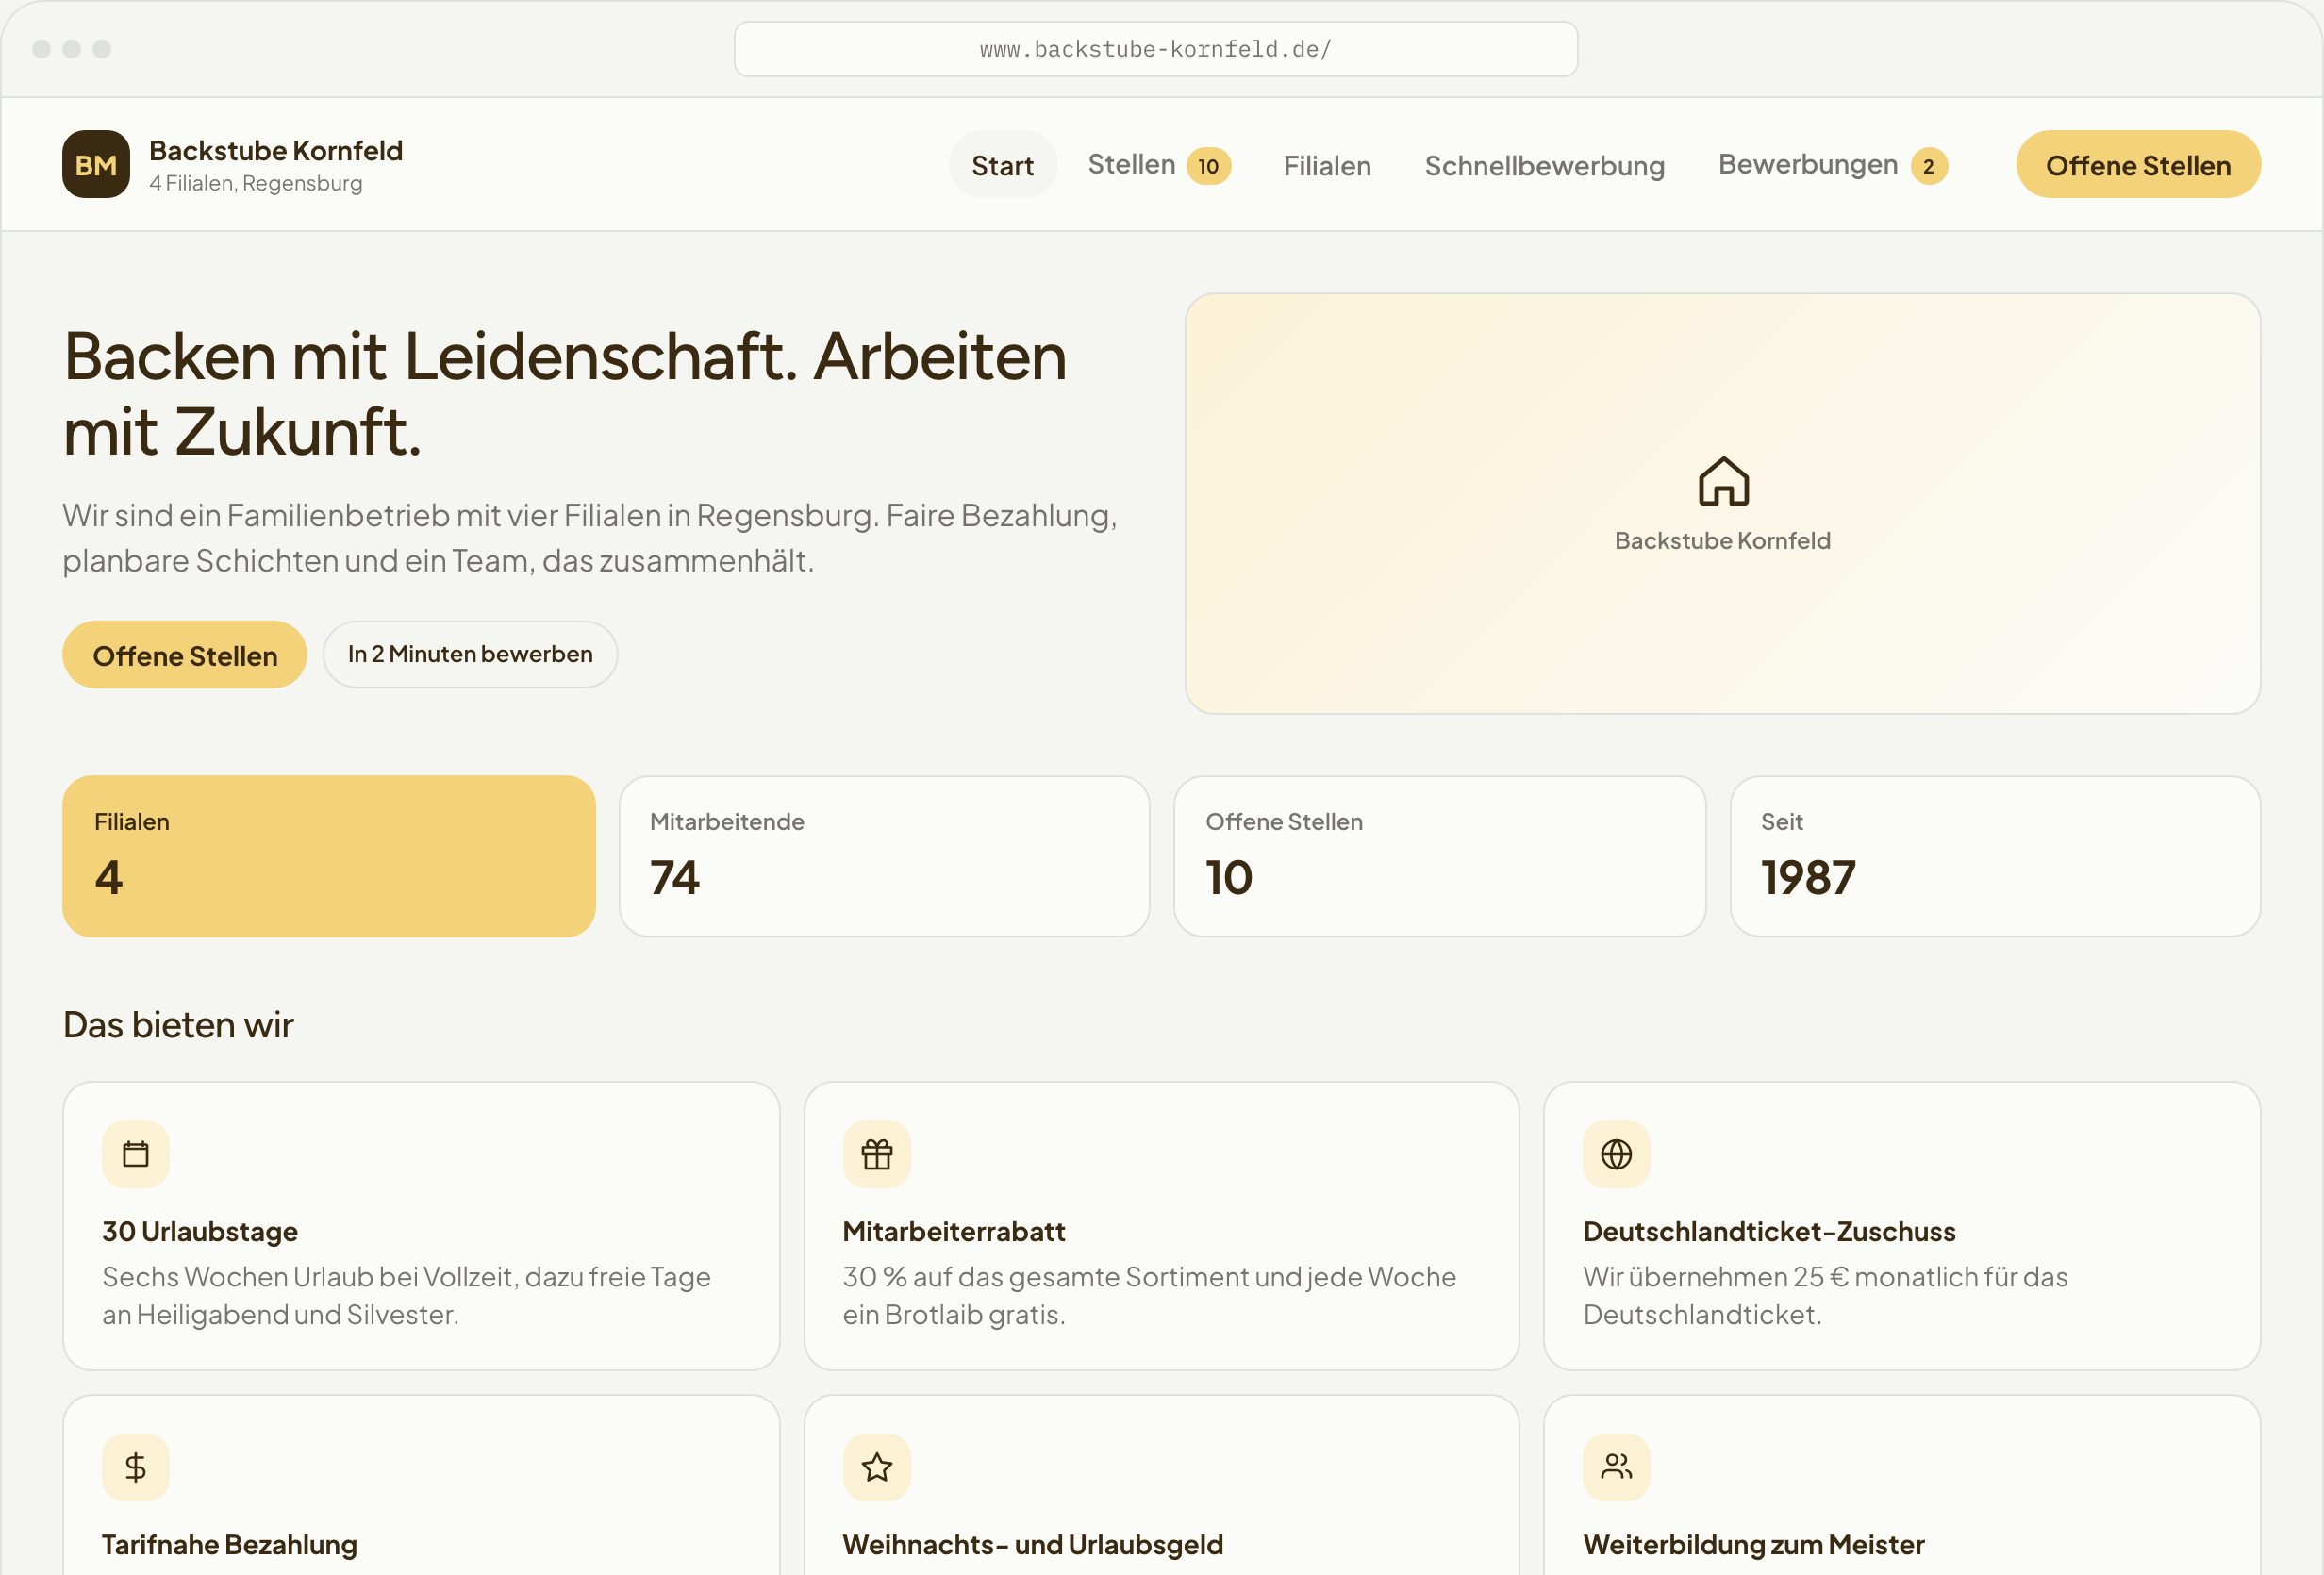 www.backstube-kornfeld.de/
BM
Backstube Kornfeld
4 Filialen, Regensburg
Start
Stellen 10
Filialen
Schnellbewerbung
Bewerbungen 2
Offene Stellen
Backen mit Leidenschaft. Arbeiten
mit Zukunft.
Wir sind ein Familienbetrieb mit vier Filialen in Regensburg. Faire Bezahlung,
planbare Schichten und ein Team, das zusammenhält.
Offene Stellen
In 2 Minuten bewerben
Backstube Kornfeld
Filialen
4
Mitarbeitende
74
Offene Stellen
10
Seit
1987
Das bieten wir
30 Urlaubstage
Sechs Wochen Urlaub bei Vollzeit, dazu freie Tage
an Heiligabend und Silvester.
Mitarbeiterrabatt
30 % auf das gesamte Sortiment und jede Woche
ein Brotlaib gratis.
Deutschlandticket-Zuschuss
Wir übernehmen 25 € monatlich für das
Deutschlandticket.
Tarifnahe Bezahlung
Weihnachts- und Urlaubsgeld
Weiterbildung zum Meister